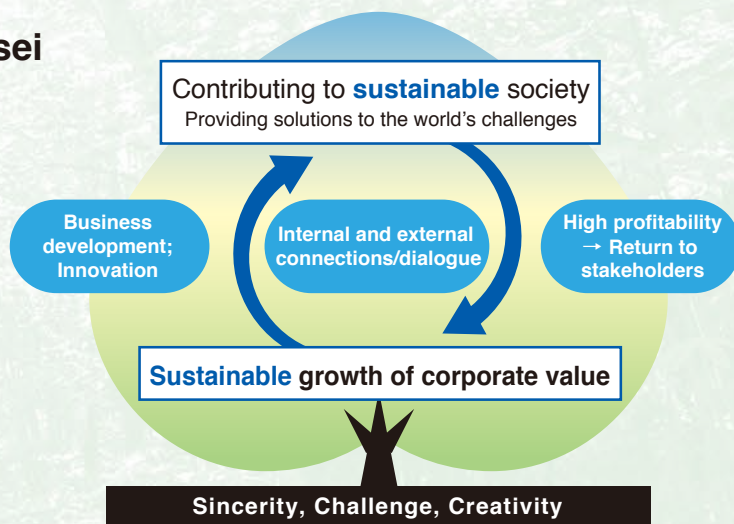 sei
Contributing to sustainable society
Providing solutions to the world's challenges
Business
development;
Innovation
Internal and external
connections/dialogue
High profitability
→ Return to
stakeholders
Sustainable growth of corporate value
Sincerity, Challenge, Creativity